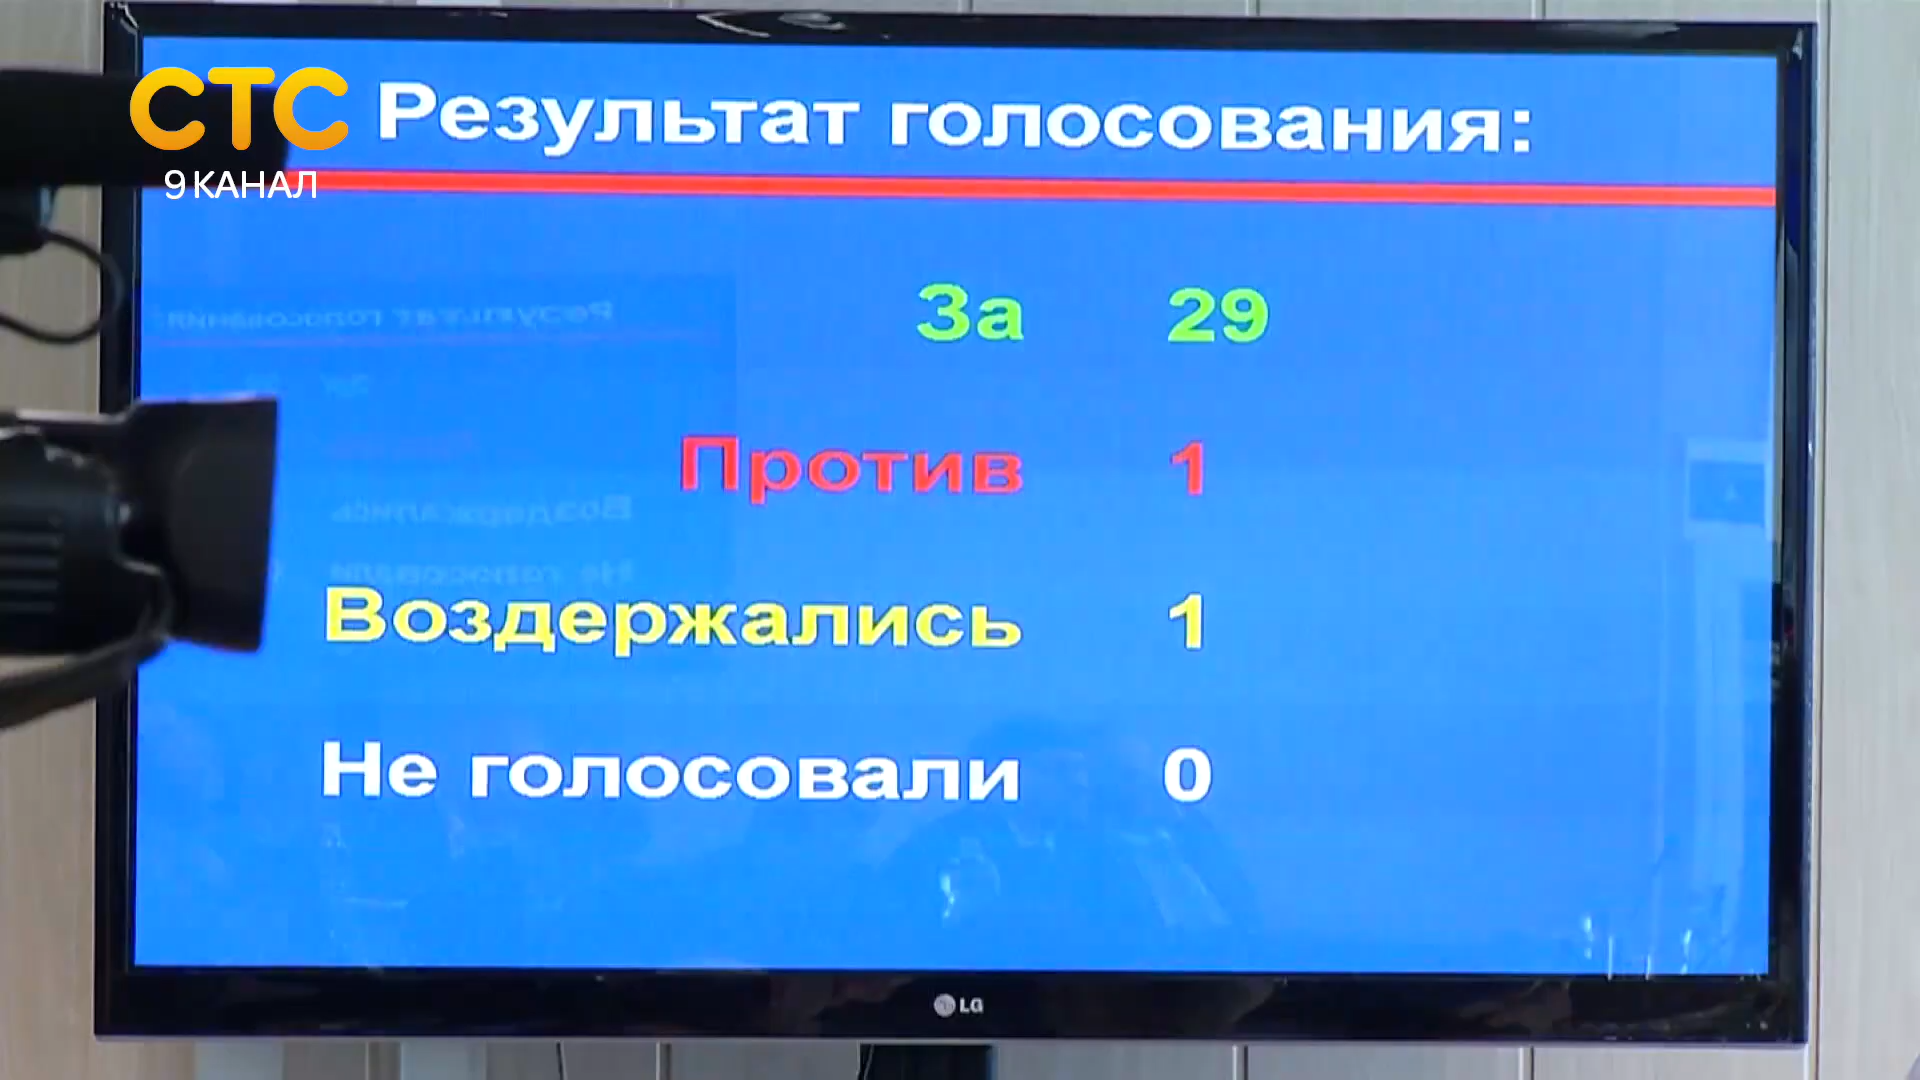 СТС
9 КАНАЛ
Результат голосования:
За 29
Против 1
Воздержались 1
Не голосовали 0
LG